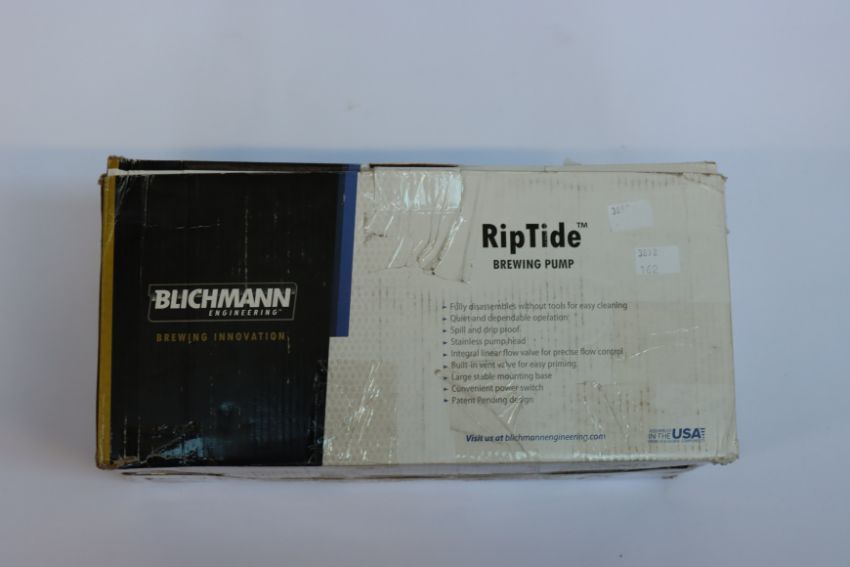 BLICHMANN
ENGINEERING™
BREWING INNOVATION
RipTide™
BREWING PUMP
Fully disassembles without tools for easy cleaning
Quiet and dependable operation
Spill and drip proof
Stainless pump head
Integral linear flow valve for precise flow control
Built-in vent valve for easy priming
Large stable mounting base
Convenient power switch
Patent Pending design
Visit us at blichmannengineering.com
ASSEMBLED
IN THE USA
162